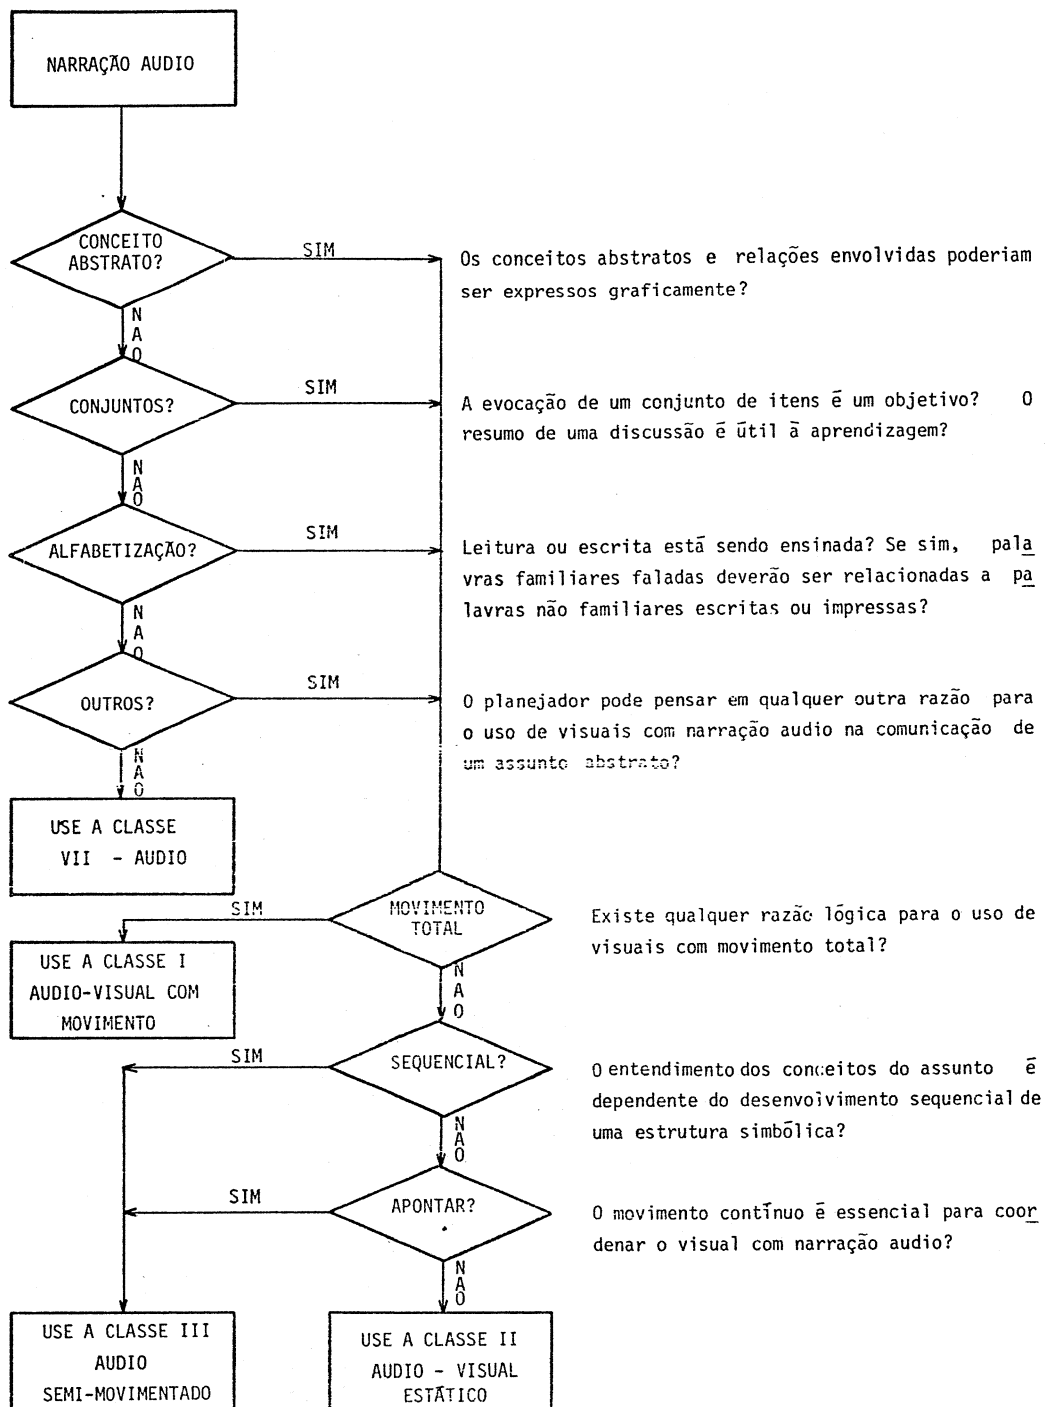 NARRAÇÃO AUDIO
CONCEITO
ABSTRATO?
SIM
Os conceitos abstratos e relações envolvidas poderiam
ser expressos graficamente?
NAO
CONJUNTOS?
SIM
A evocação de um conjunto de itens é um objetivo? O
resumo de uma discussão é útil à aprendizagem?
NAO
ALFABETIZAÇÃO?
SIM
Leitura ou escrita está sendo ensinada? Se sim, pala
vras familiares faladas deverão ser relacionadas a pa
lavras não familiares escritas ou impressas?
NAO
OUTROS?
SIM
O planejador pode pensar em qualquer outra razão para
o uso de visuais com narração audio na comunicação de
um assunto abstrato?
NAO
USE A CLASSE
VII - AUDIO
MOVIMENTO
TOTAL
SIM
Existe qualquer razão lógica para o uso de
visuais com movimento total?
USE A CLASSE I
AUDIO-VISUAL COM
MOVIMENTO
NAO
SEQUENCIAL?
SIM
O entendimento dos conceitos do assunto é
dependente do desenvolvimento sequencial de
uma estrutura simbólica?
NAO
APONTAR?
SIM
O movimento contínuo é essencial para coor
denar o visual com narração audio?
NAO
USE A CLASSE III
AUDIO
SEMI-MOVIMENTADO
USE A CLASSE II
AUDIO - VISUAL
ESTÁTICO